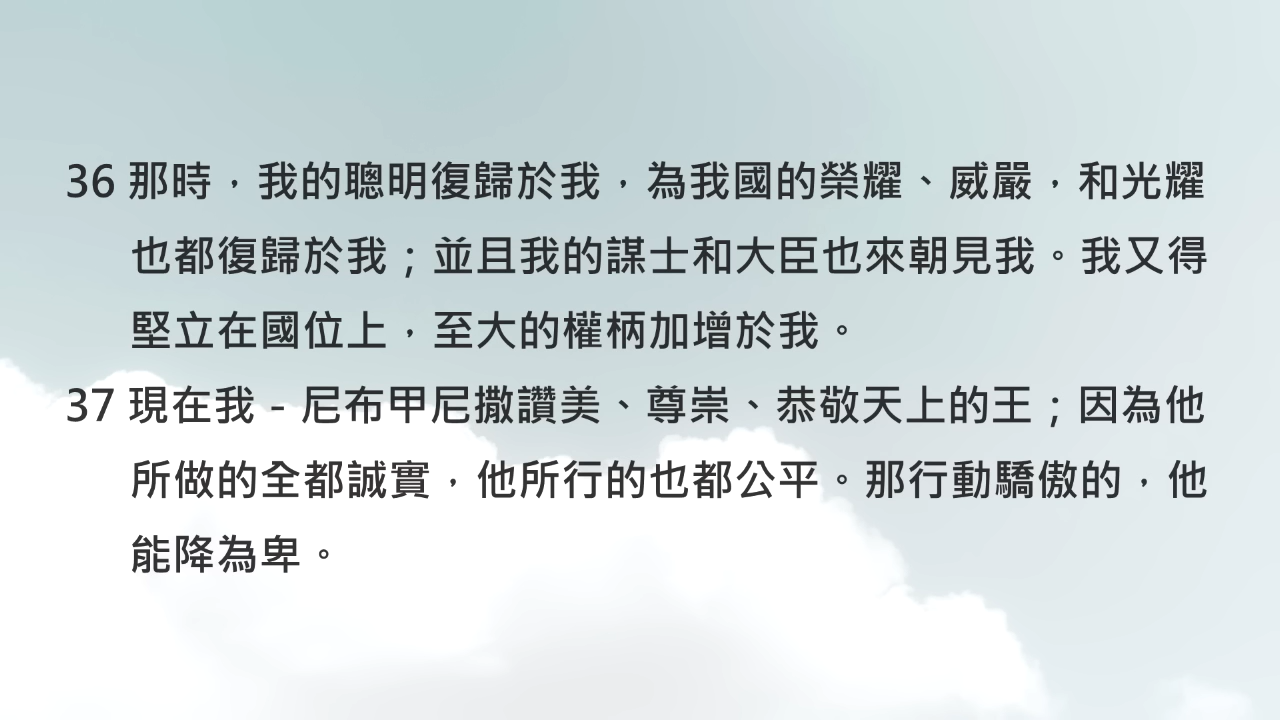 36 那時，我的聰明復歸於我，為我國的榮耀、威嚴，和光耀
也都復歸於我；並且我的謀士和大臣也來朝見我。我又得
堅立在國位上，至大的權柄加增於我。
37 現在我－尼布甲尼撒讚美、尊崇、恭敬天上的王；因為他
所做的全都誠實，他所行的也都公平。那行動驕傲的，他
能降為卑。